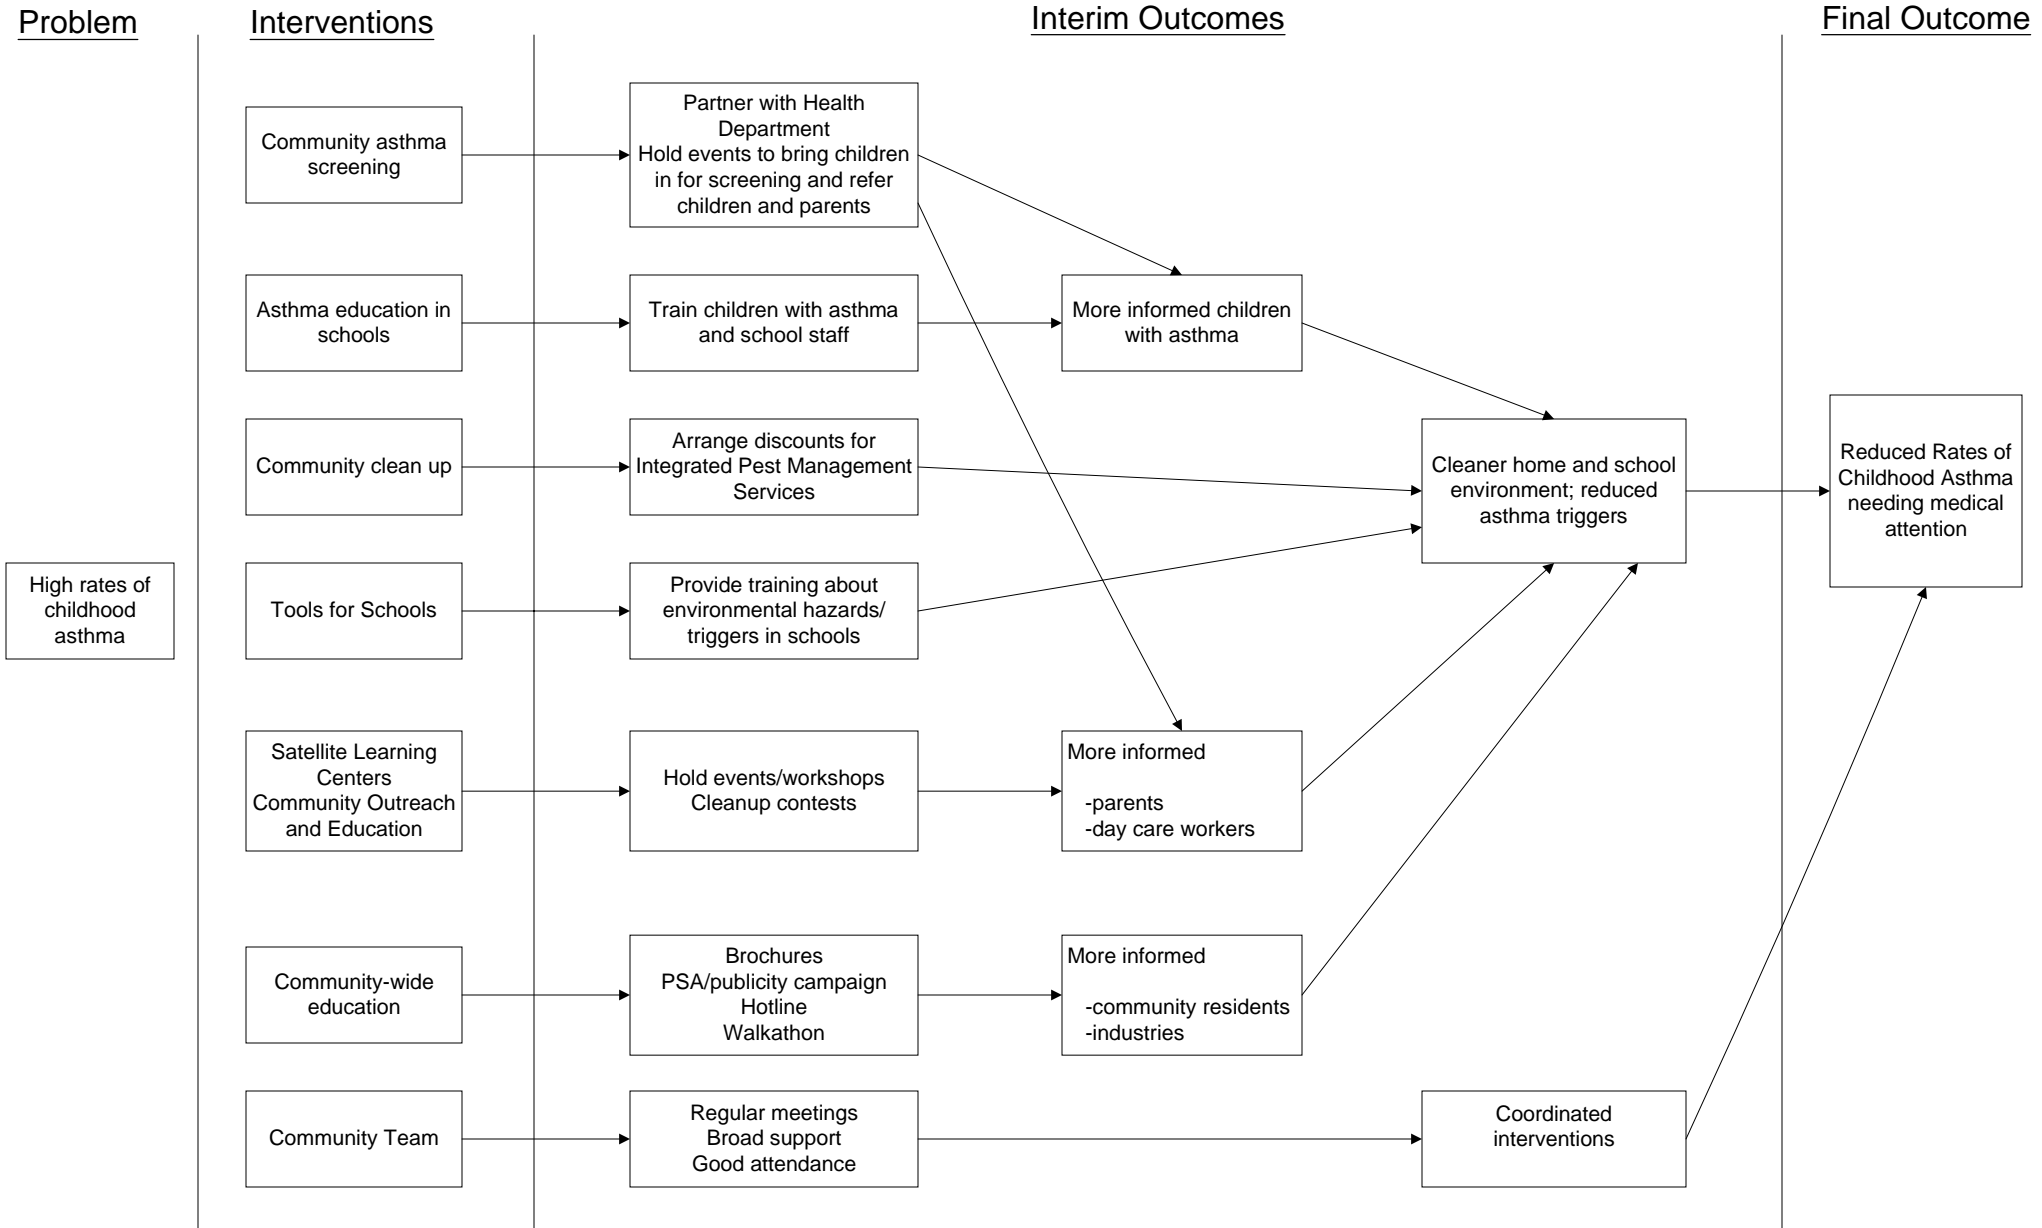 Problem
Interventions
Interim Outcomes
Final Outcome
Community asthma
screening
Partner with Health
Department
Hold events to bring children
in for screening and refer
children and parents
Asthma education in
schools
Train children with asthma
and school staff
More informed children
with asthma
Community clean up
Arrange discounts for
Integrated Pest Management
Services
Cleaner home and school
environment; reduced
asthma triggers
Reduced Rates of
Childhood Asthma
needing medical
attention
High rates of
childhood
asthma
Tools for Schools
Provide training about
environmental hazards/
triggers in schools
Satellite Learning
Centers
Community Outreach
and Education
Hold events/workshops
Cleanup contests
More informed
-parents
-day care workers
Community-wide
education
Brochures
PSA/publicity campaign
Hotline
Walkathon
More informed
-community residents
-industries
Community Team
Regular meetings
Broad support
Good attendance
Coordinated
interventions